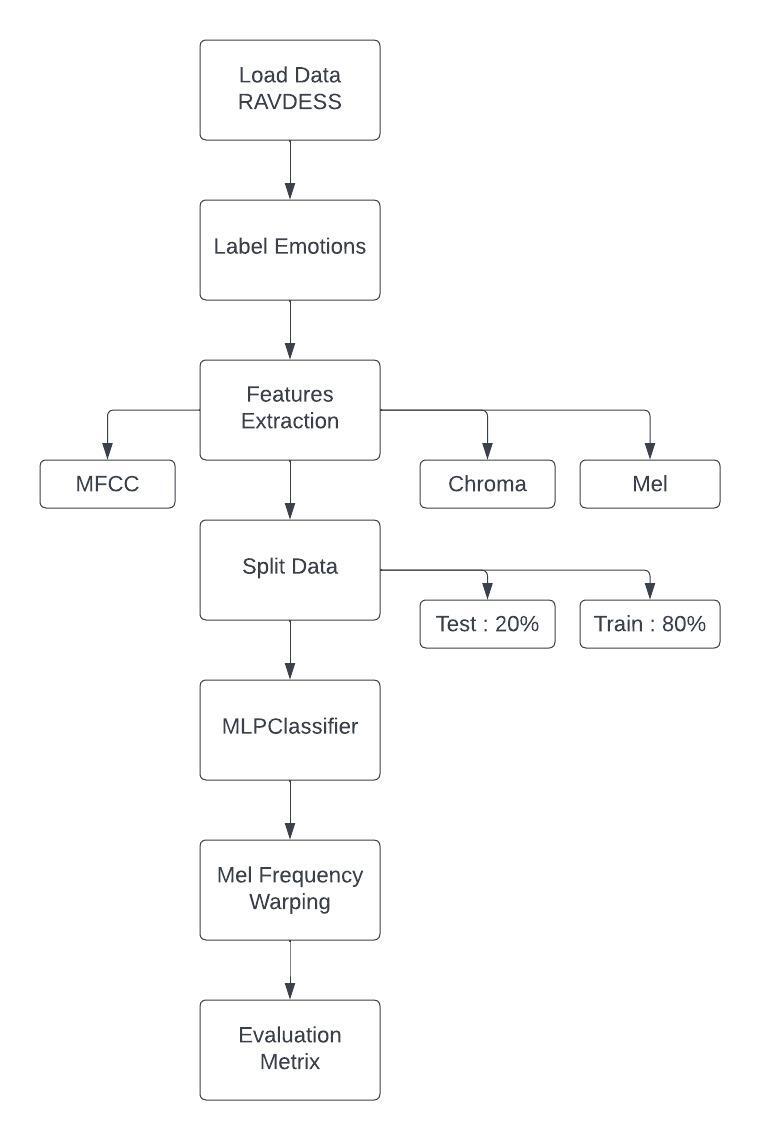 Load Data
RAVDESS
Label Emotions
Features
Extraction
MFCC
Chroma
Mel
Split Data
Test : 20%
Train : 80%
MLPClassifier
Mel Frequency
Warping
Evaluation
Metrix